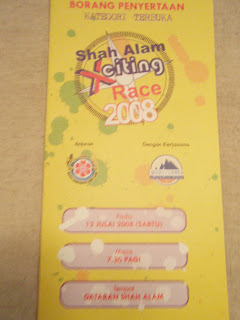 BORANG PENYERTAAN
KATEGORI TERBUKA
Shah Alam
Xciting
Race
2008
Anjuran
Dengan Kerjasama
Pada
12 JULAI 2008 (SABTU)
Masa
7.30 PAGI
Tempat
DATARAN SHAH ALAM